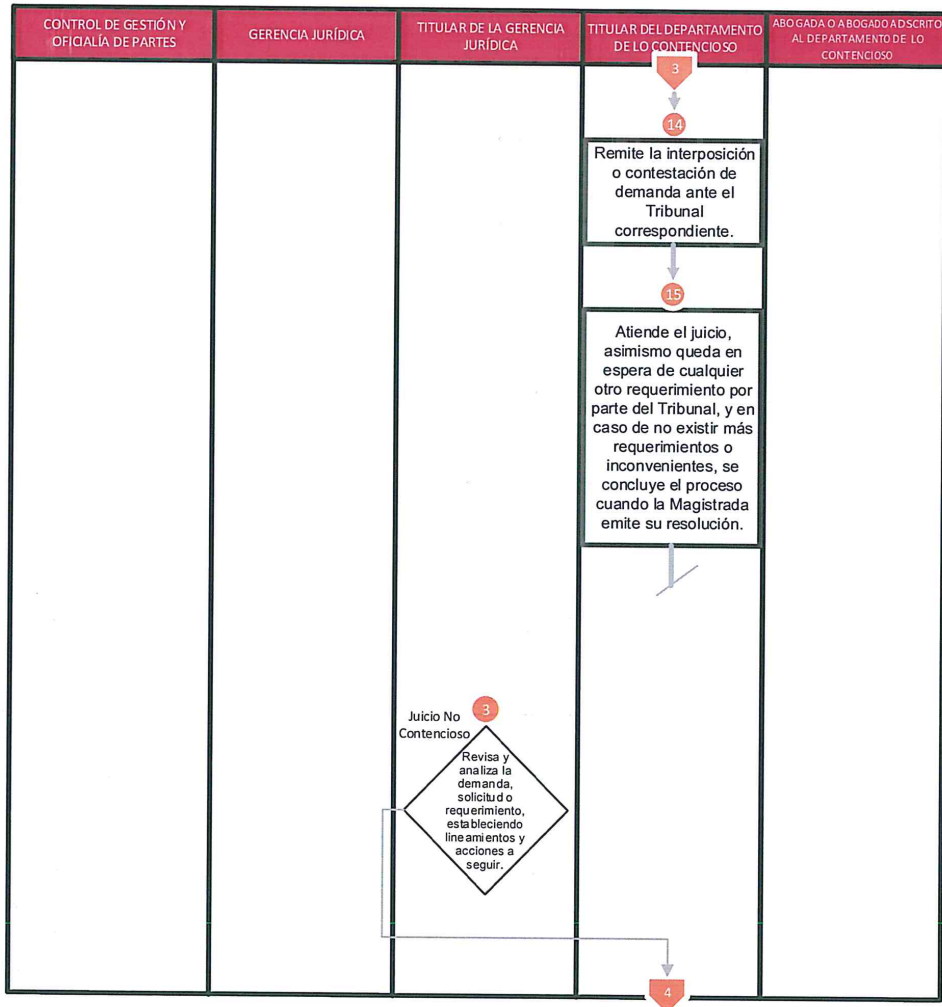 CONTROL DE GESTIÓN Y
OFICIALÍA DE PARTES
GERENCIA JURÍDICA
TITULAR DE LA GERENCIA
JURÍDICA
TITULAR DEL DEPARTAMENTO
DE LO CONTENCIOSO
ABOGADA O ABOGADO ADSCRITO
AL DEPARTAMENTO DE LO
CONTENCIOSO
3
14
Remite la interposición
o contestación de
demanda ante el
Tribunal
correspondiente.
15
Atiende el juicio,
asimismo queda en
espera de cualquier
otro requerimiento por
parte del Tribunal, y en
caso de no existir más
requerimientos o
inconvenientes, se
concluye el proceso
cuando la Magistrada
emite su resolución.
Juicio No
Contencioso
3
Revisa y
analiza la
demanda,
solicitud o
requerimiento,
estableciendo
lineamientos y
acciones a
seguir.
4